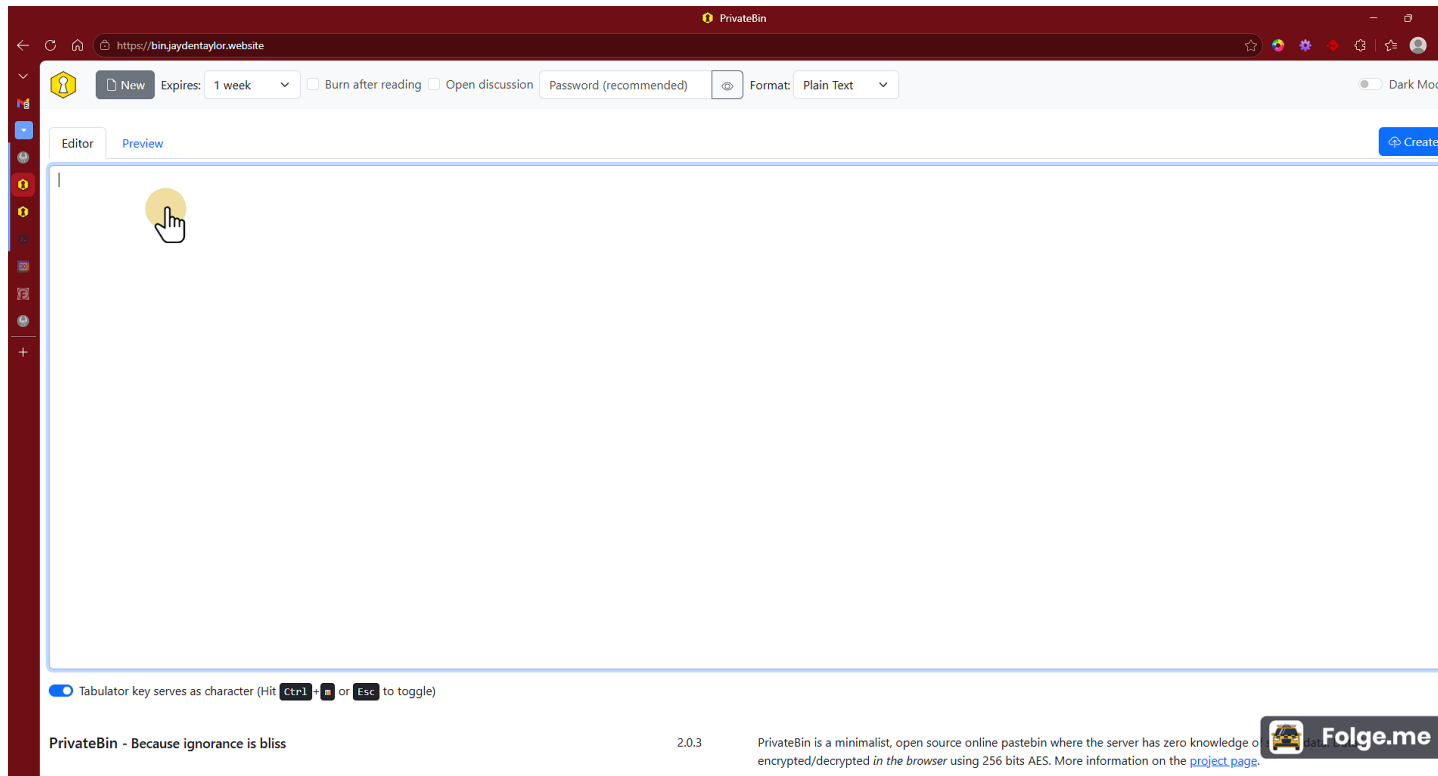 PrivateBin
https://bin.jaydentaylor.website
New Expires: 1 week Burn after reading Open discussion Password (recommended) Format: Plain Text Dark Mod
Editor Preview Create
Tabulator key serves as character (Hit Ctrl + m or Esc to toggle)
PrivateBin - Because ignorance is bliss 2.0.3 PrivateBin is a minimalist, open source online pastebin where the server has zero knowledge of
encrypted/decrypted in the browser using 256 bits AES. More information on the project page.
Folge.me